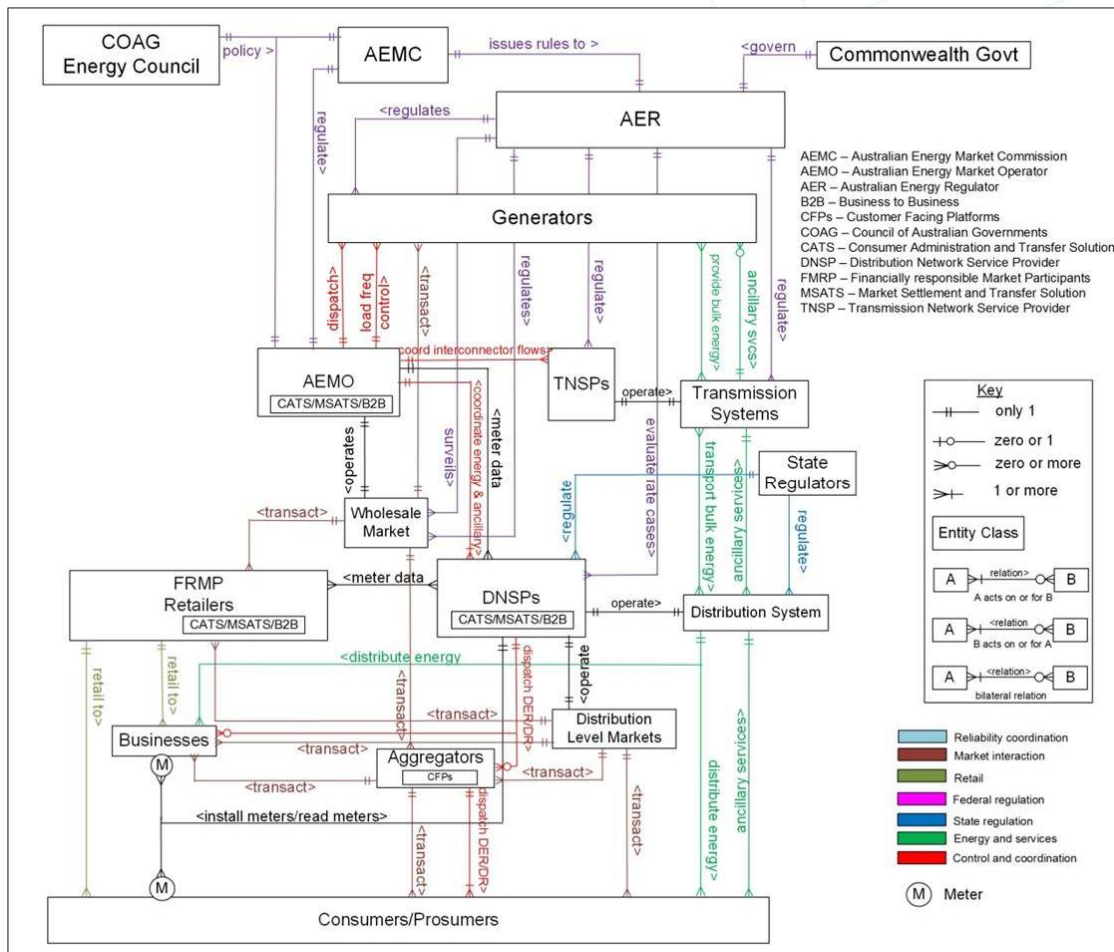 COAG
Energy Council
policy >
AEMC
issues rules to >
<govern
Commonwealth Govt
regulate>
<regulates
AER
AEMC – Australian Energy Market Commission
AEMO – Australian Energy Market Operator
AER – Australian Energy Regulator
B2B – Business to Business
CFPs – Customer Facing Platforms
COAG – Council of Australian Governments
CATS – Consumer Administration and Transfer Solution
DNSP – Distribution Network Service Provider
FMRP – Financially responsible Market Participants
MSATS – Market Settlement and Transfer Solution
TNSP – Transmission Network Service Provider
Generators
dispatch>
load freq
control>
<transact>
regulates>
regulate>
provide bulk energy>
ancillary svcs>
regulate>
coord interconnector flows>
AEMO
CATS/MSATS/B2B
TNSPs
operate>
Transmission
Systems
<operates
surveils>
<coordinate energy & ancillary>
<meter data
evaluate rate cases>
transport bulk energy>
ancillary services>
State
Regulators
<regulate
regulate>
<transact>
Wholesale
Market
FRMP
Retailers
CATS/MSATS/B2B
<meter data
DNSPs
CATS/MSATS/B2B
operate>
Distribution System
<distribute energy
retail to>
retail to>
<transact>
<transact>
dispatch DER/DR>
<operate
Distribution
Level Markets
Businesses
Aggregators
CFPs
<transact>
<transact>
M
<install meters/read meters>
<transact>
dispatch DER/DR>
<transact>
distribute energy>
ancillary services>
M
Consumers/Prosumers
Key
only 1
zero or 1
zero or more
1 or more
Entity Class
A
relation>
B
A acts on or for B
A
<relation
B
B acts on or for A
A
<relation>
B
bilateral relation
Reliability coordination
Market interaction
Retail
Federal regulation
State regulation
Energy and services
Control and coordination
M
Meter